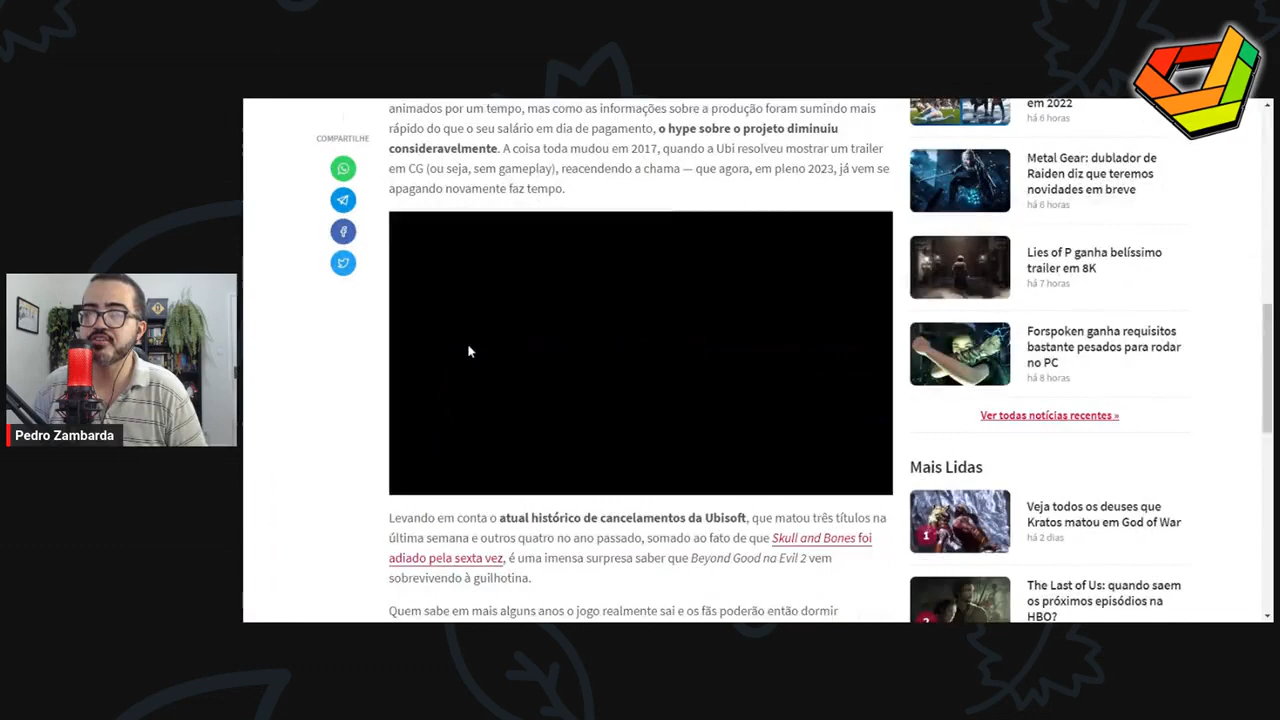 COMPARTILHE
animados por um tempo, mas como as informações sobre a produção foram sumindo mais
rápido do que o seu salário em dia de pagamento, o hype sobre o projeto diminuiu
consideravelmente. A coisa toda mudou em 2017, quando a Ubi resolveu mostrar um trailer
em CG (ou seja, sem gameplay), reacendendo a chama — que agora, em pleno 2023, já vem se
apagando novamente faz tempo.
Levando em conta o atual histórico de cancelamentos da Ubisoft, que matou três títulos na
última semana e outros quatro no ano passado, somado ao fato de que Skull and Bones foi
adiado pela sexta vez, é uma imensa surpresa saber que Beyond Good na Evil 2 vem
sobrevivendo à guilhotina.
Quem sabe em mais alguns anos o jogo realmente sai e os fãs poderão então dormir
em 2022
há 6 horas
Metal Gear: dublador de
Raiden diz que teremos
novidades em breve
há 6 horas
Lies of P ganha belíssimo
trailer em 8K
há 7 horas
Forspoken ganha requisitos
bastante pesados para rodar
no PC
há 8 horas
Ver todas notícias recentes »
Mais Lidas
1
Veja todos os deuses que
Kratos matou em God of War
há 2 dias
2
The Last of Us: quando saem
os próximos episódios na
HBO?
Pedro Zambarda